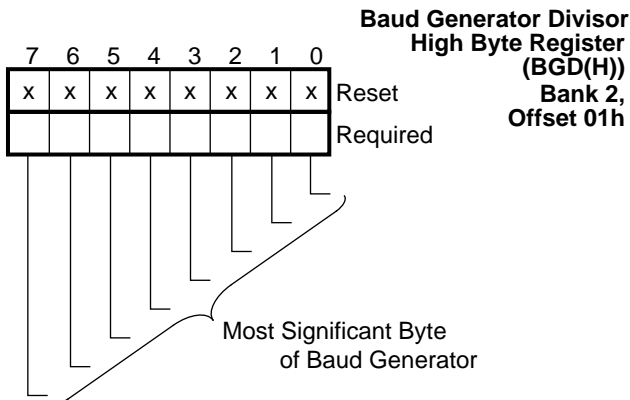 Baud Generator Divisor
High Byte Register
(BGD(H))
Bank 2,
Offset 01h
7 6 5 4 3 2 1 0
x x x x x x x x Reset
Required
Most Significant Byte
of Baud Generator